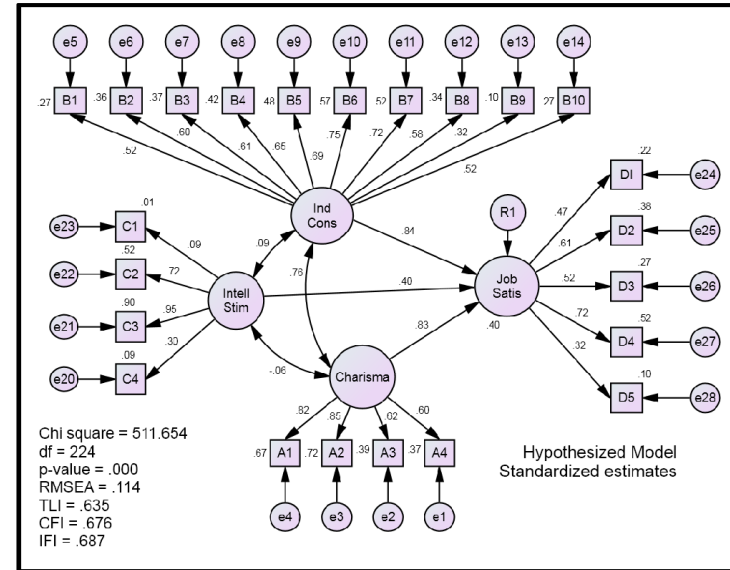 e5 e6 e7 e8 e9 e10 e11 e12 e13 e14
.27 B1 .36 B2 .37 B3 .42 B4 .48 B5 .57 B6 .52 B7 .34 B8 .10 B9 .27 B10
.52 .60 .61 .65 .69 .75 .72 .58 .32 .52
Ind
Cons
R1
.22
DI e24
.47
.38
D2 e25
.61
.27
D3 e26
.52
.52
D4 e27
.72
.10
D5 e28
.32
.01
e23 C1
.09
.52
e22 C2
.72
.90
e21 C3
.95
.09
e20 C4
.30
Intell
Stim
.09
.76
-.06
.84
.40
.83
Job
Satis
.40
Charisma
.82 .85 .02 .60
.67 A1 .72 A2 .39 A3 .37 A4
e4 e3 e2 e1
Chi square = 511.654
df = 224
p-value = .000
RMSEA = .114
TLI = .635
CFI = .676
IFI = .687
Hypothesized Model
Standardized estimates